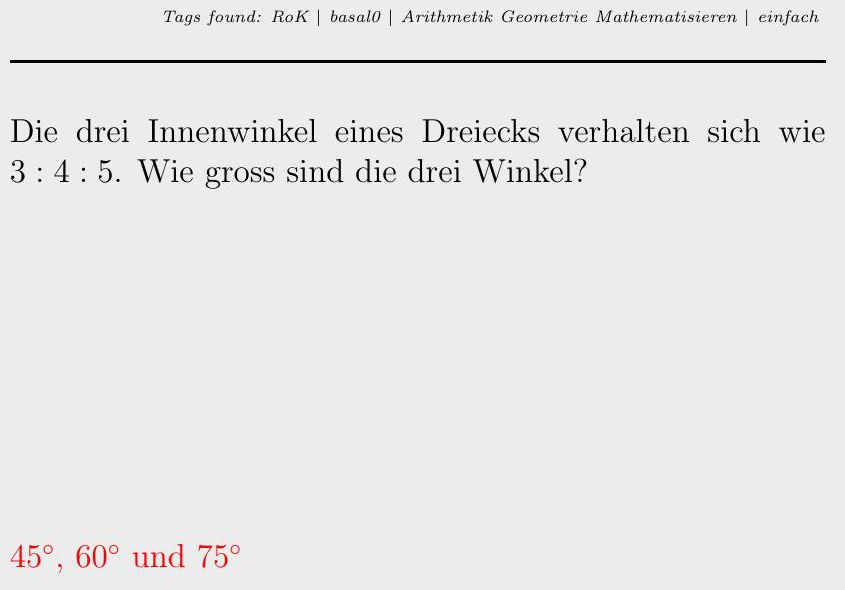 Tags found: RoK | basal0 | Arithmetik Geometrie Mathematisieren | einfach
Die drei Innenwinkel eines Dreiecks verhalten sich wie
3 : 4 : 5. Wie gross sind die drei Winkel?
45°, 60° und 75°